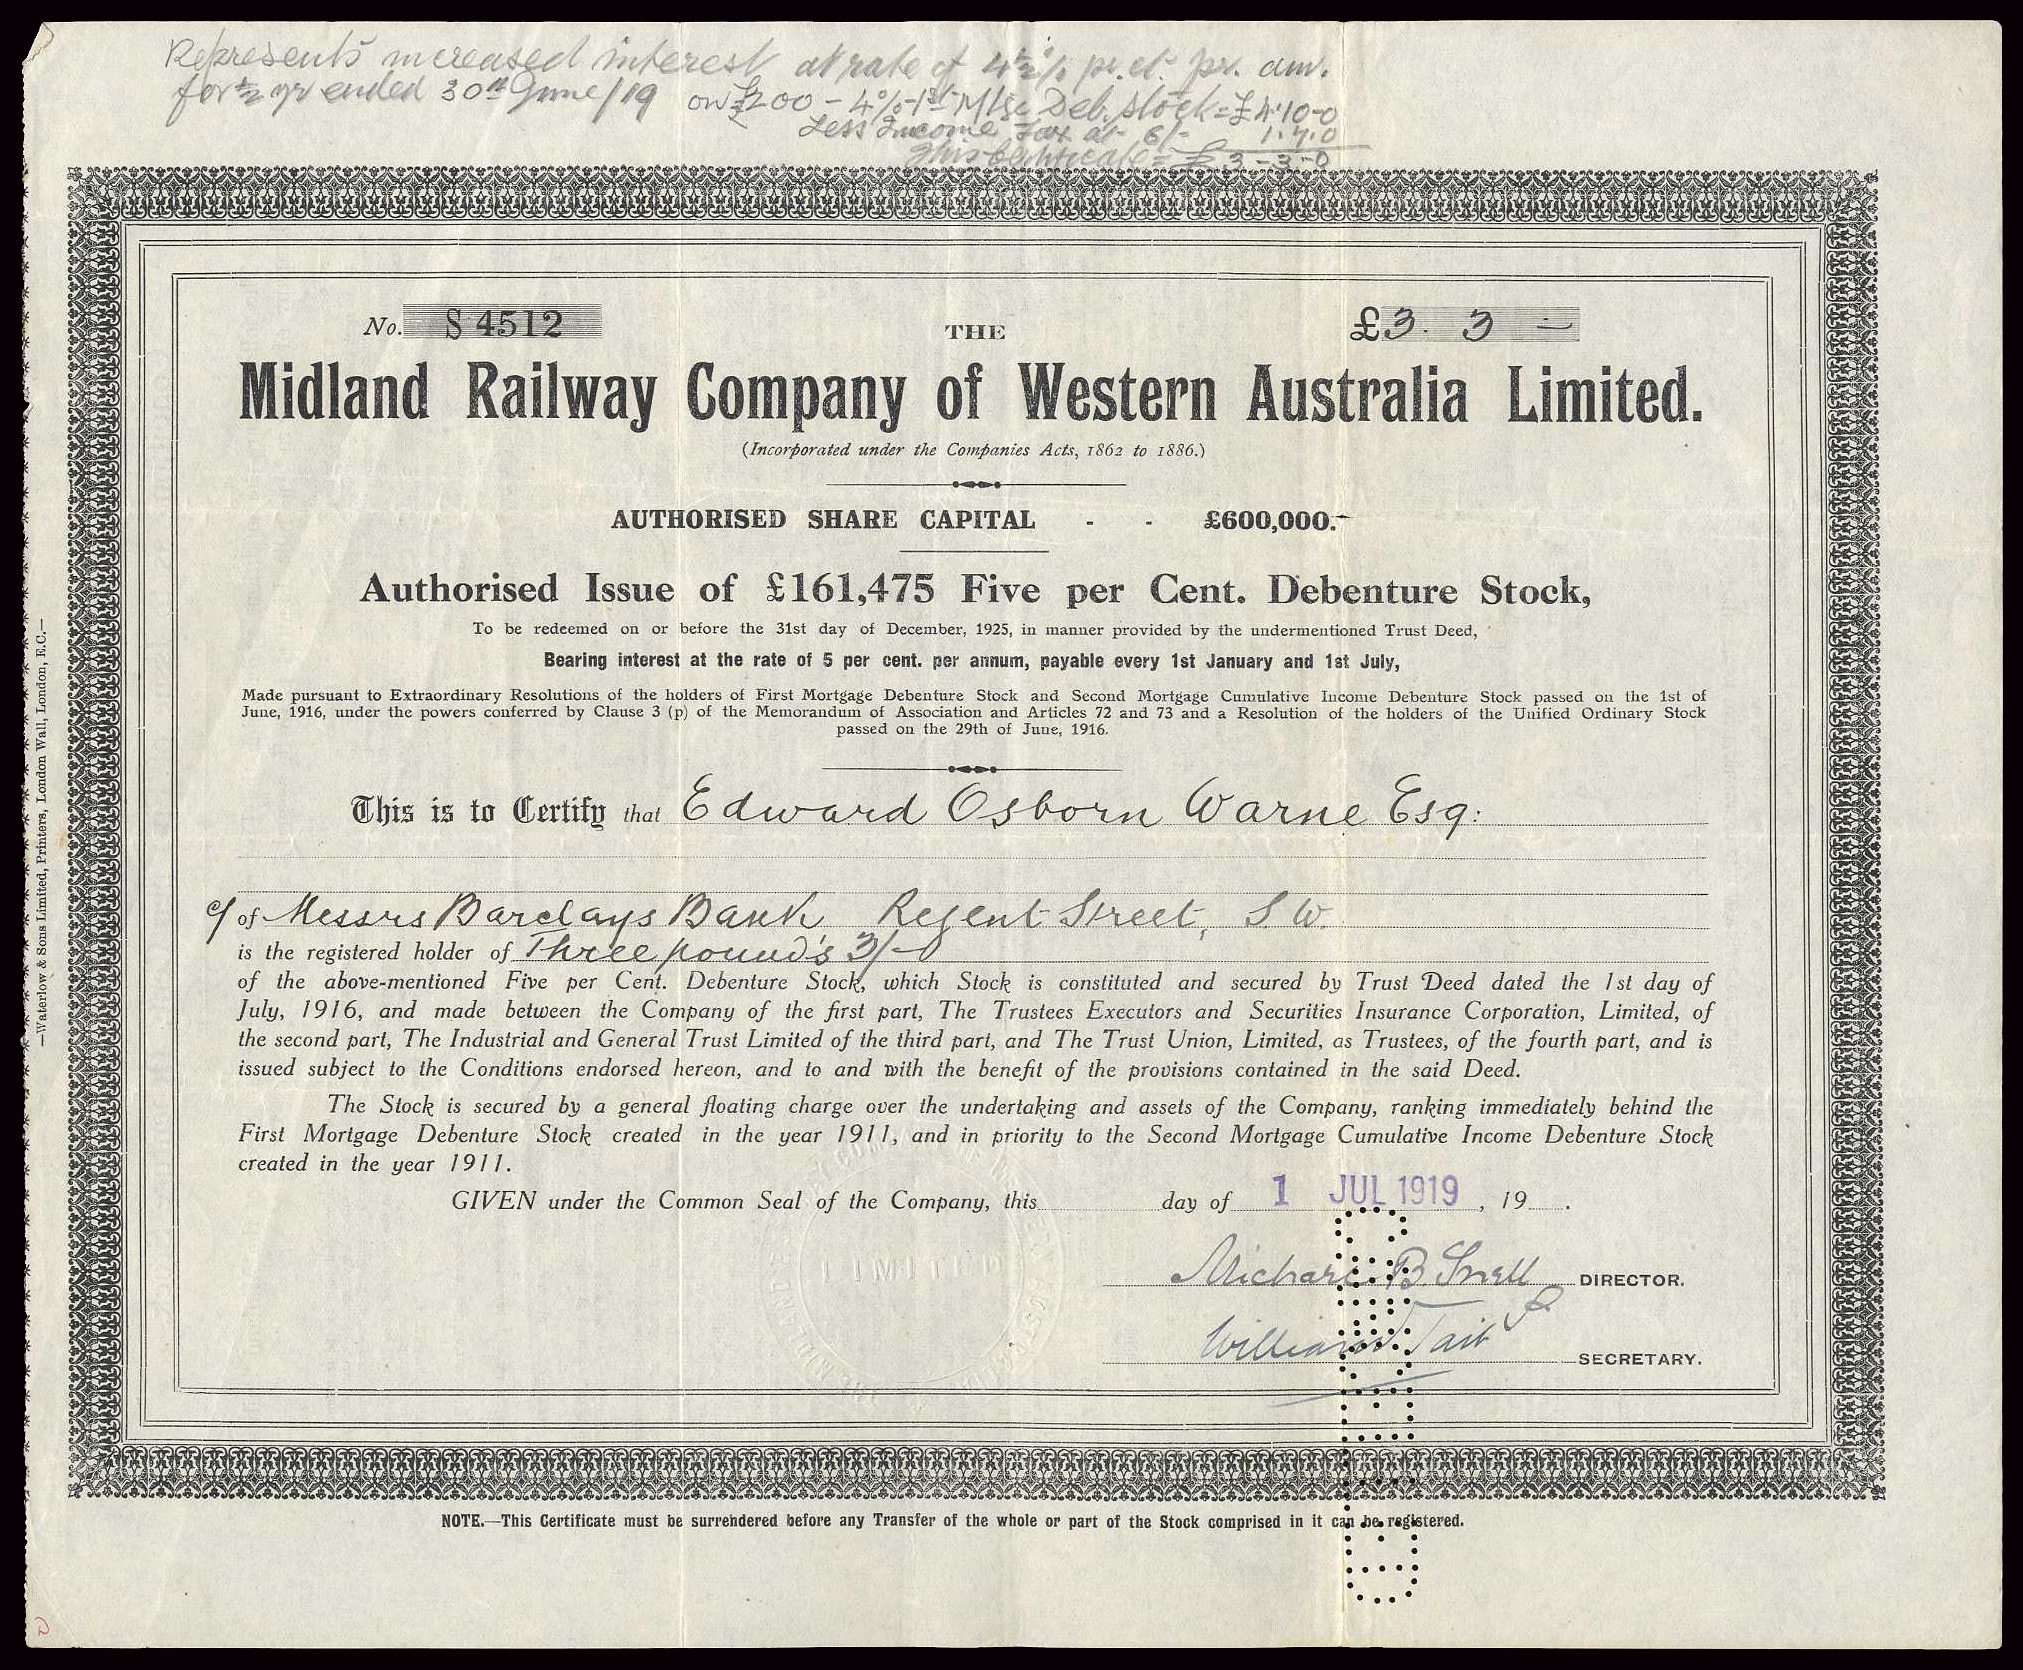 Represents increased interest at rate of 4½% pr. ct. pr. ann.
for ½ yr ended 30th June/19 on £200 - 4% 1st Mtge Deb. Stock = £4.10-0
Less Income Tax at 6/- 1.7.0
This Certificate = £3-3-0
No. S 4512
£3. 3 -
THE
Midland Railway Company of Western Australia Limited.
(Incorporated under the Companies Acts, 1862 to 1886.)
AUTHORISED SHARE CAPITAL - - £600,000.
Authorised Issue of £161,475 Five per Cent. Debenture Stock,
To be redeemed on or before the 31st day of December, 1925, in manner provided by the undermentioned Trust Deed,
Bearing interest at the rate of 5 per cent. per annum, payable every 1st January and 1st July,
Made pursuant to Extraordinary Resolutions of the holders of First Mortgage Debenture Stock and Second Mortgage Cumulative Income Debenture Stock passed on the 1st of
June, 1916, under the powers conferred by Clause 3 (p) of the Memorandum of Association and Articles 72 and 73 and a Resolution of the holders of the Unified Ordinary Stock
passed on the 29th of June, 1916.
This is to Certify that Edward Osborn Warne Esq:
c/ of Messrs Barclays Bank, Regent Street, S.W.
is the registered holder of Three pounds 3/-
of the above-mentioned Five per Cent. Debenture Stock, which Stock is constituted and secured by Trust Deed dated the 1st day of
July, 1916, and made between the Company of the first part, The Trustees Executors and Securities Insurance Corporation, Limited, of
the second part, The Industrial and General Trust Limited of the third part, and The Trust Union, Limited, as Trustees, of the fourth part, and is
issued subject to the Conditions endorsed hereon, and to and with the benefit of the provisions contained in the said Deed.
The Stock is secured by a general floating charge over the undertaking and assets of the Company, ranking immediately behind the
First Mortgage Debenture Stock created in the year 1911, and in priority to the Second Mortgage Cumulative Income Debenture Stock
created in the year 1911.
GIVEN under the Common Seal of the Company, this day of 1 JUL 1919, 19 .
LIMITED
Michael B Snell DIRECTOR.
William Tait SECRETARY.
NOTE.—This Certificate must be surrendered before any Transfer of the whole or part of the Stock comprised in it can be registered.
—Waterlow & Sons Limited, Printers, London Wall, London, E.C.—